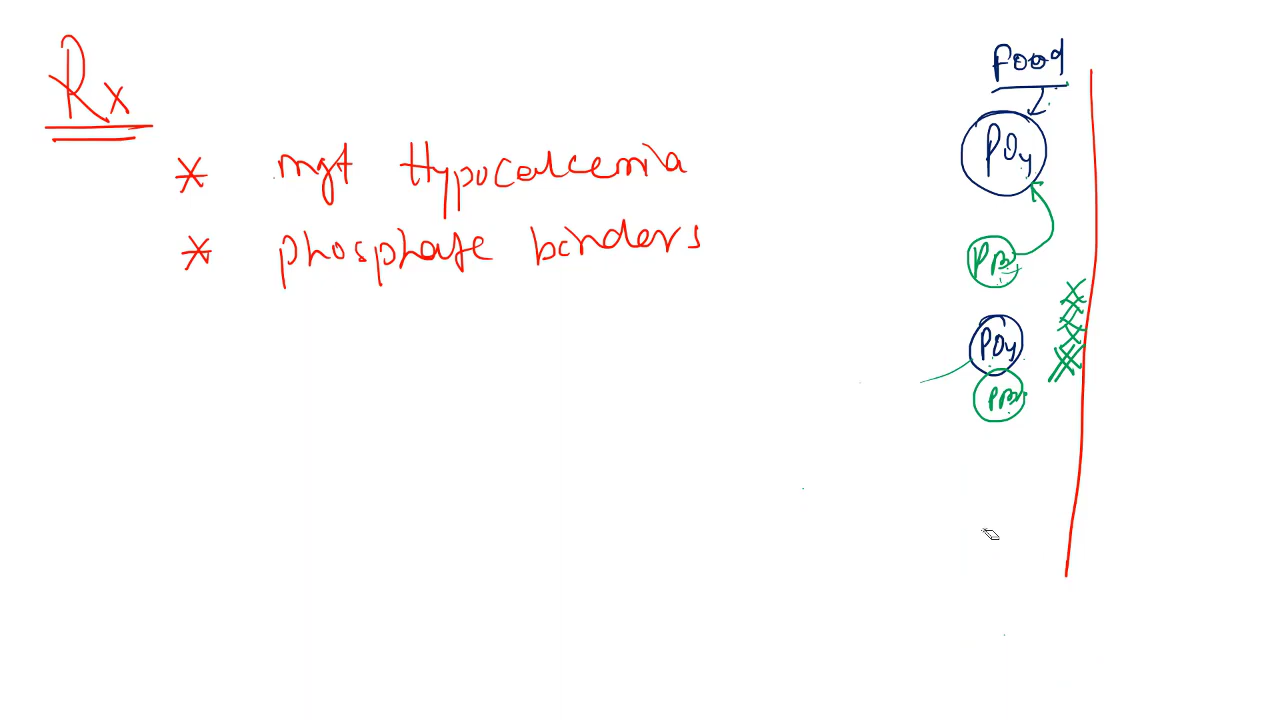 Rx
* mgt Hypocalcemia
* phosphate binders
Food
PO4
PB
PO4
PB